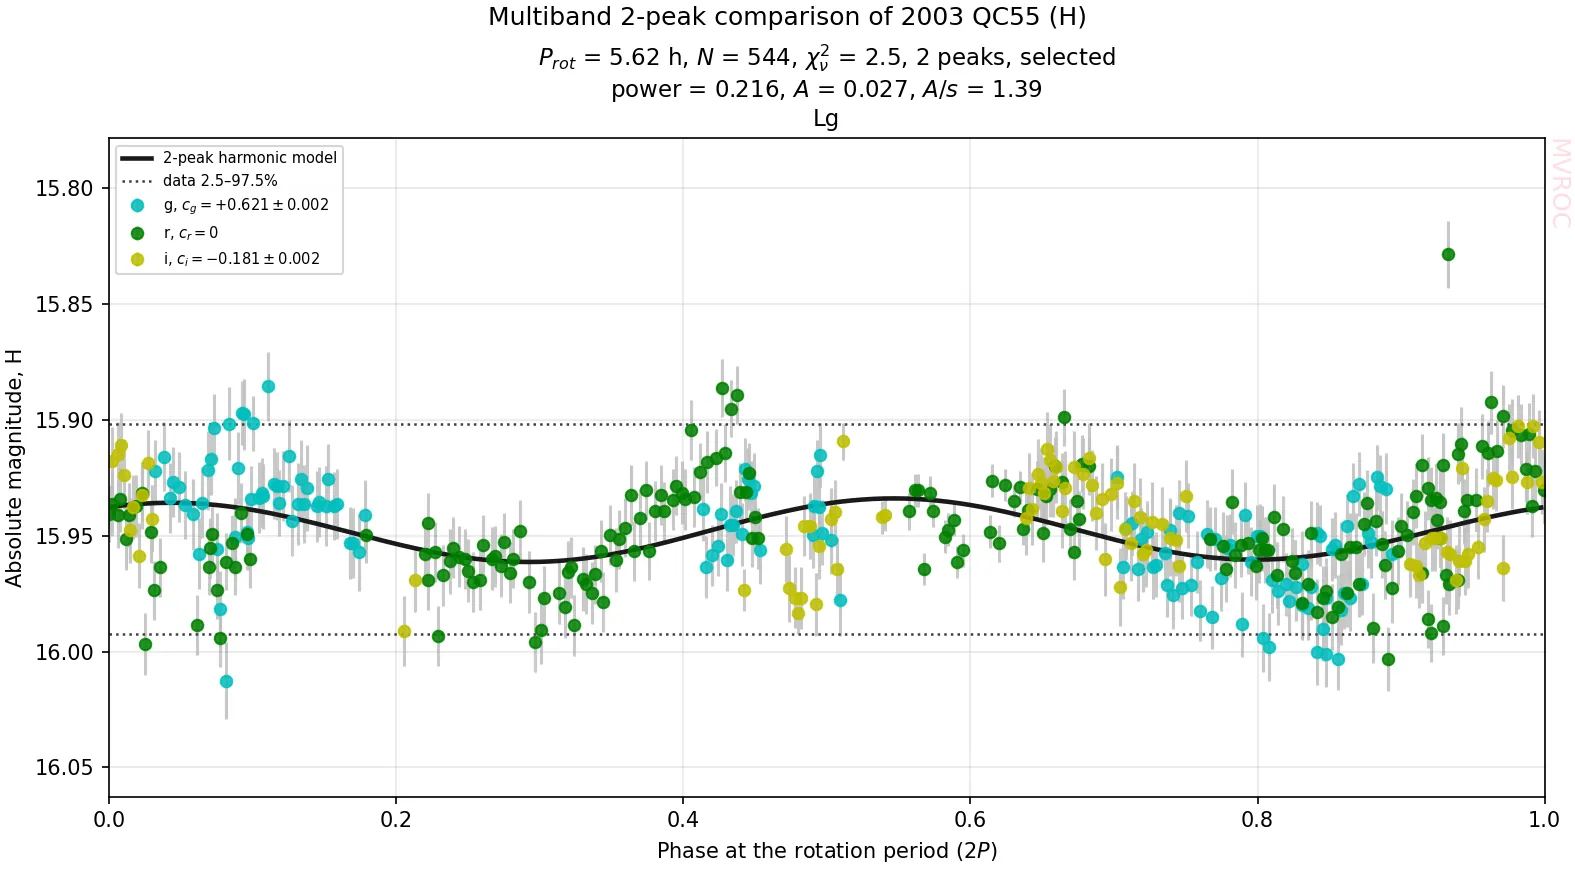 Multiband 2-peak comparison of 2003 QC55 (H)
P_rot = 5.62 h, N = 544, χ²_ν = 2.5, 2 peaks, selected
power = 0.216, A = 0.027, A/s = 1.39
Lg
2-peak harmonic model
data 2.5–97.5%
g, c_g = +0.621 ± 0.002
r, c_r = 0
i, c_i = −0.181 ± 0.002
MVROC
Absolute magnitude, H
15.80
15.85
15.90
15.95
16.00
16.05
0.0 0.2 0.4 0.6 0.8 1.0
Phase at the rotation period (2P)